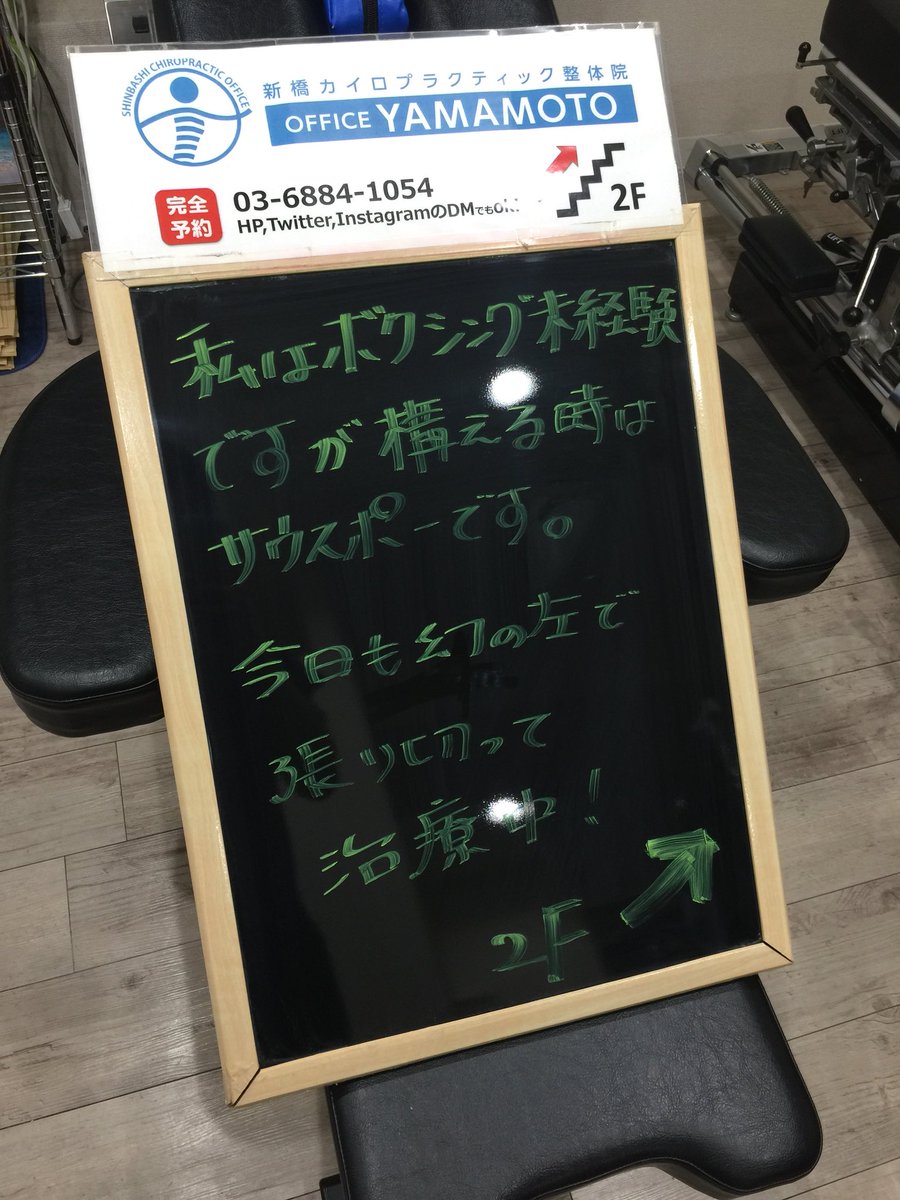 SHINBASHI CHIROPRACTIC OFFICE
新橋カイロプラクティック整体院
OFFICE YAMAMOTO
完全
予約
03-6884-1054
HP,Twitter,InstagramのDMでもok!
2F
私はボクシング未経験
ですが構える時は
サウスポーです。
今日も幻の左で
張り切って
治療中!
2F